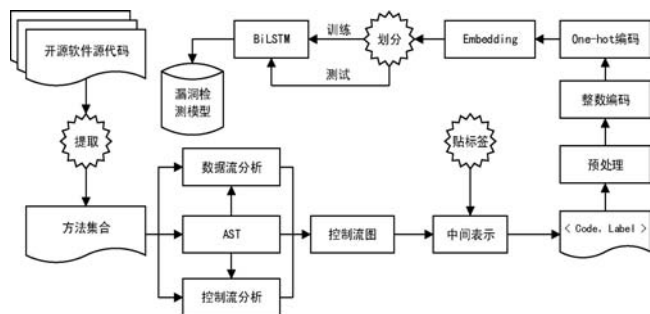 开源软件源代码
BiLSTM
训练
划分
Embedding
One-hot编码
测试
漏洞检
测模型
整数编码
提取
贴标签
数据流分析
预处理
方法集合
AST
控制流图
中间表示
< Code, Label >
控制流分析